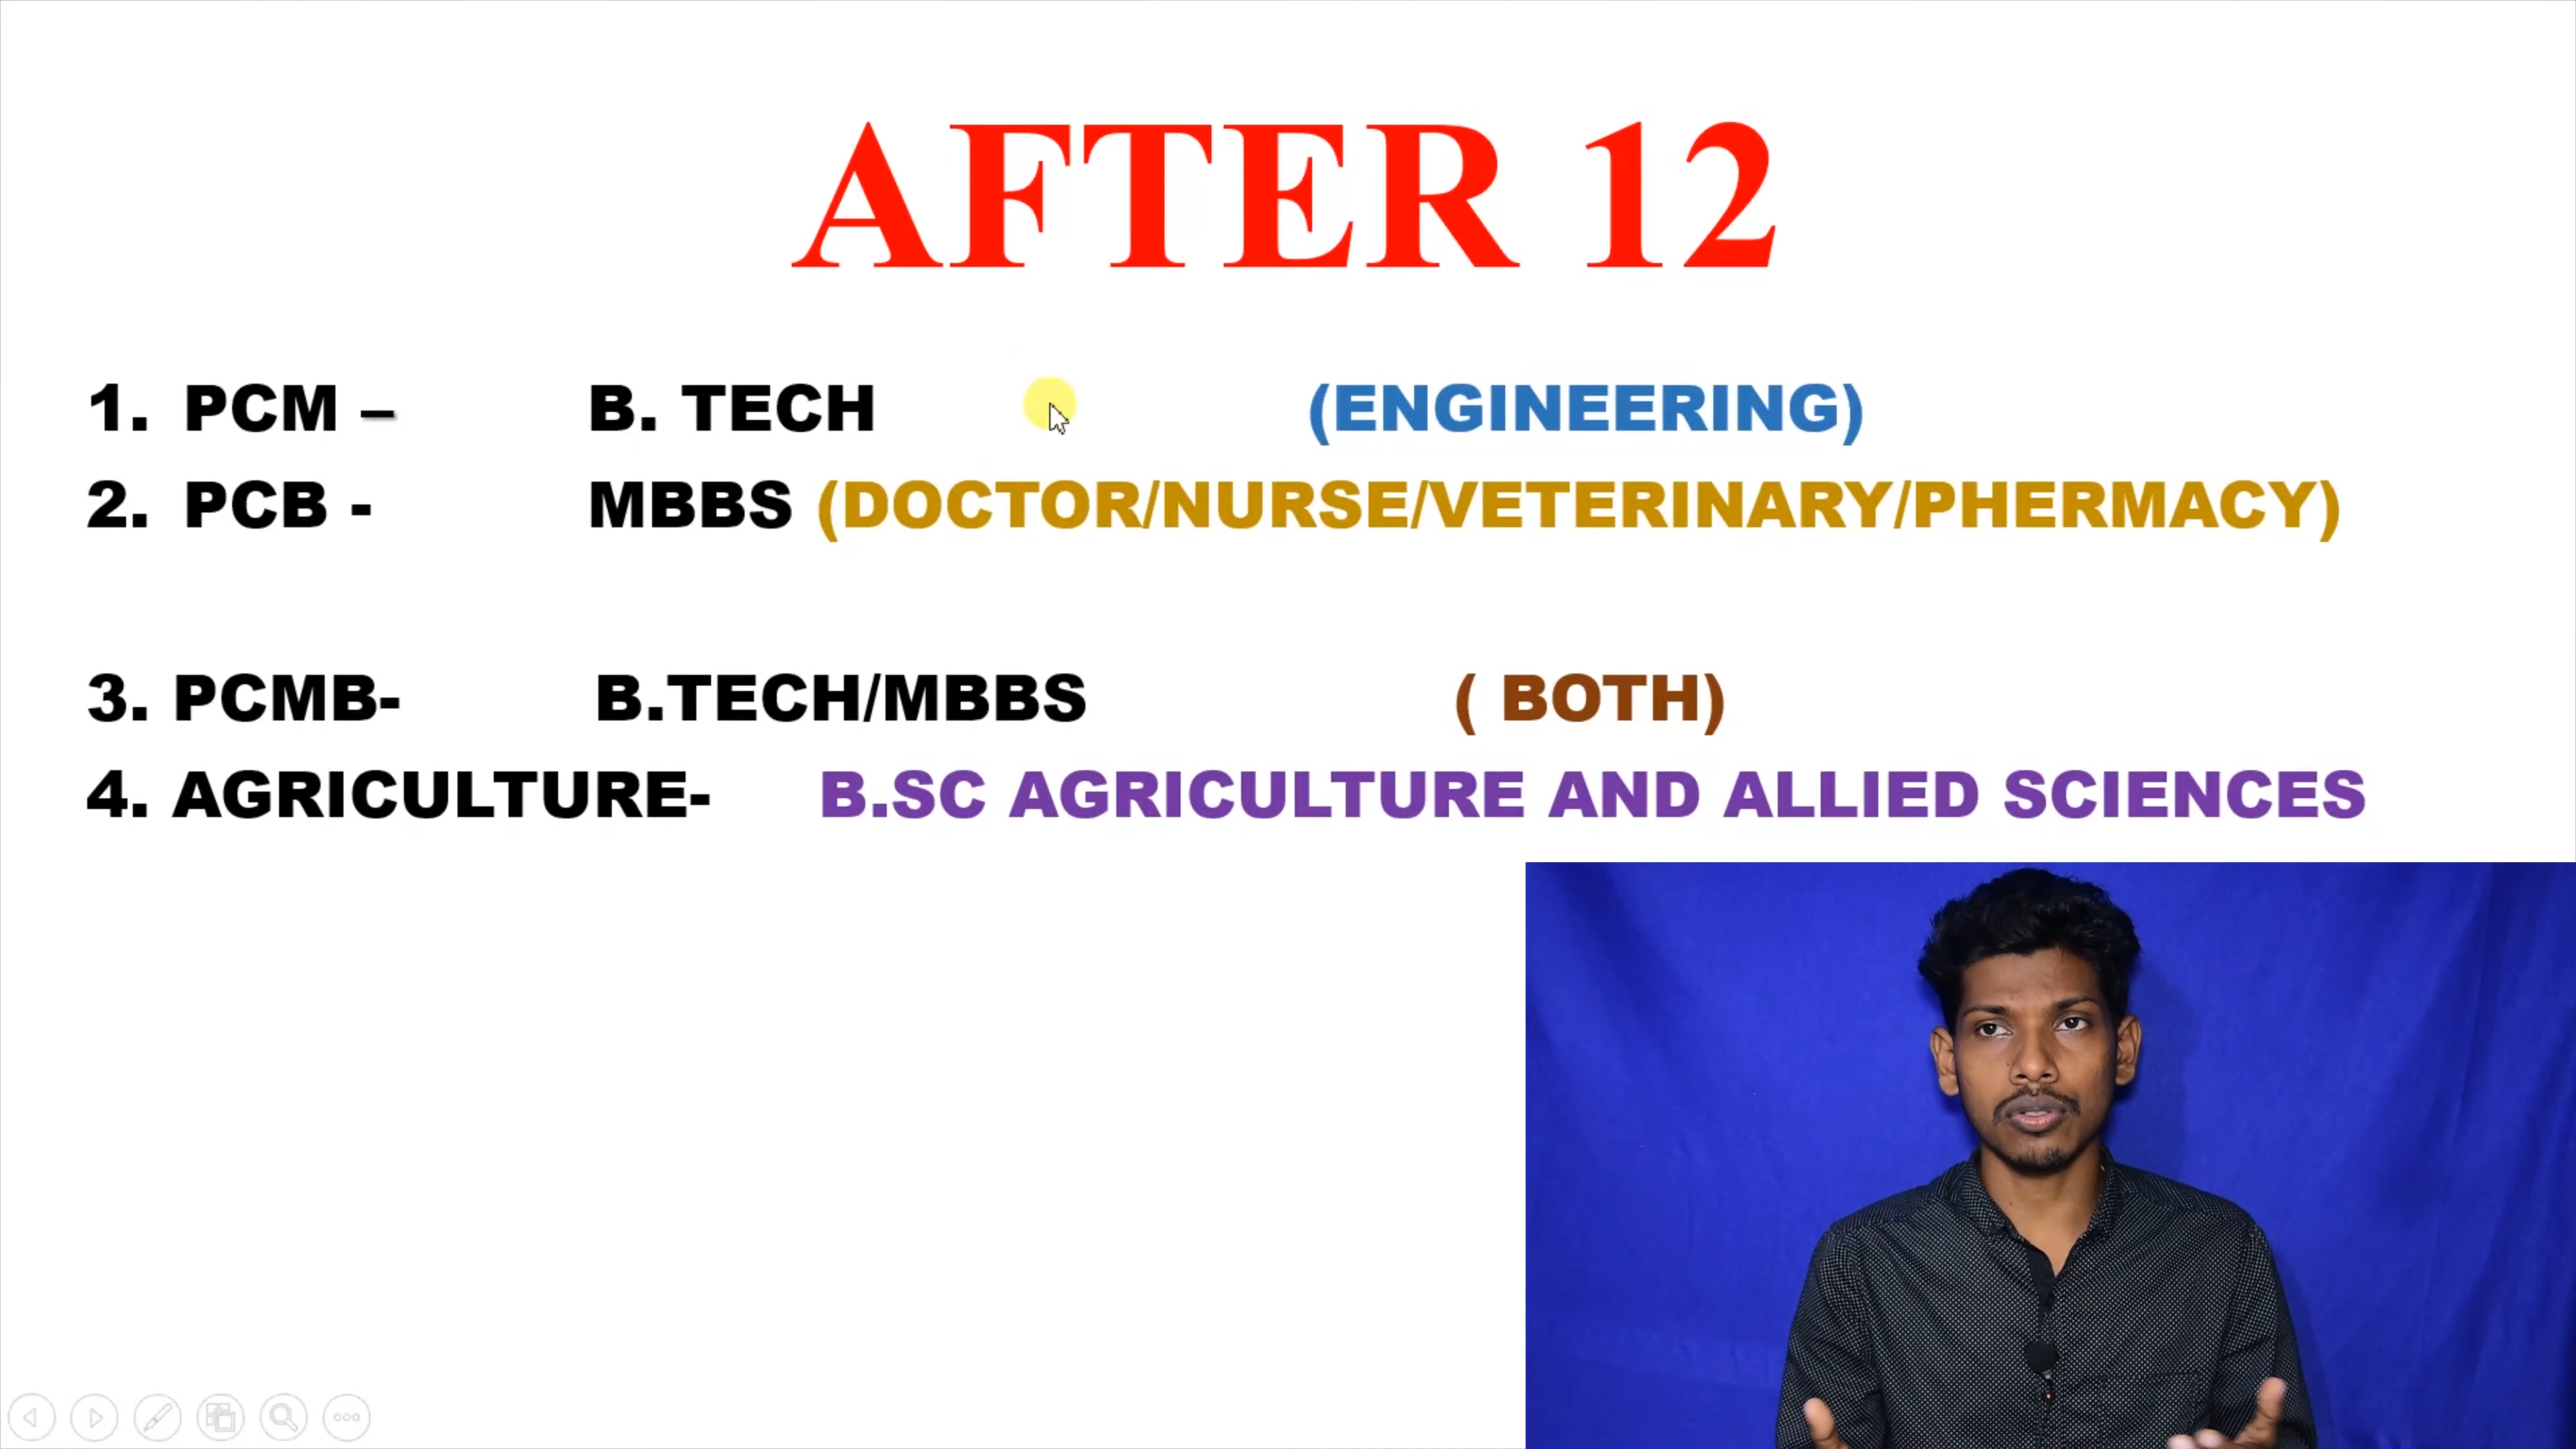 AFTER 12
1. PCM – B. TECH (ENGINEERING)
2. PCB - MBBS (DOCTOR/NURSE/VETERINARY/PHERMACY)
3. PCMB- B.TECH/MBBS ( BOTH)
4. AGRICULTURE- B.SC AGRICULTURE AND ALLIED SCIENCES